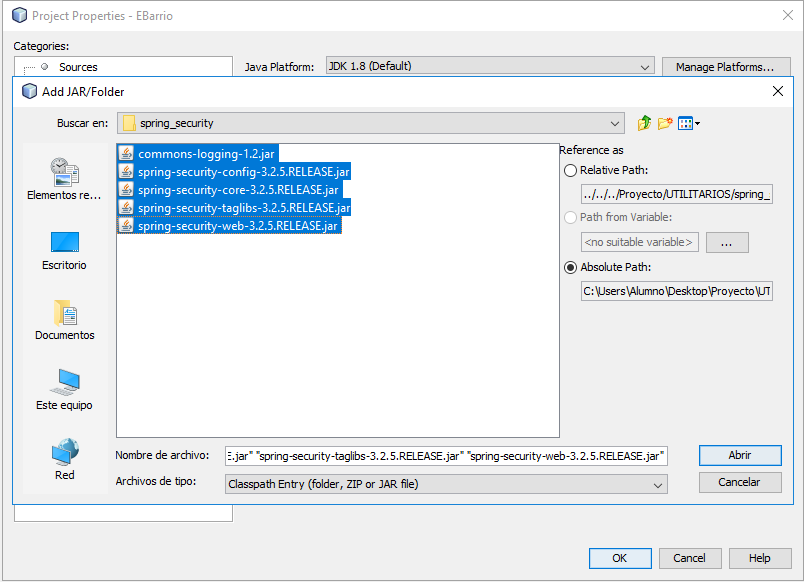 Project Properties - EBarrio
Categories:
Sources
Java Platform:
JDK 1.8 (Default)
Manage Platforms...
Add JAR/Folder
Buscar en:
spring_security
commons-logging-1.2.jar
spring-security-config-3.2.5.RELEASE.jar
spring-security-core-3.2.5.RELEASE.jar
spring-security-taglibs-3.2.5.RELEASE.jar
spring-security-web-3.2.5.RELEASE.jar
Elementos re...
Escritorio
Documentos
Este equipo
Red
Reference as
Relative Path:
../../../Proyecto/UTILITARIOS/spring_
Path from Variable:
<no suitable variable>
...
Absolute Path:
C:\Users\Alumno\Desktop\Proyecto\UT
Nombre de archivo:
E.jar" "spring-security-taglibs-3.2.5.RELEASE.jar" "spring-security-web-3.2.5.RELEASE.jar"
Abrir
Archivos de tipo:
Classpath Entry (folder, ZIP or JAR file)
Cancelar
OK
Cancel
Help